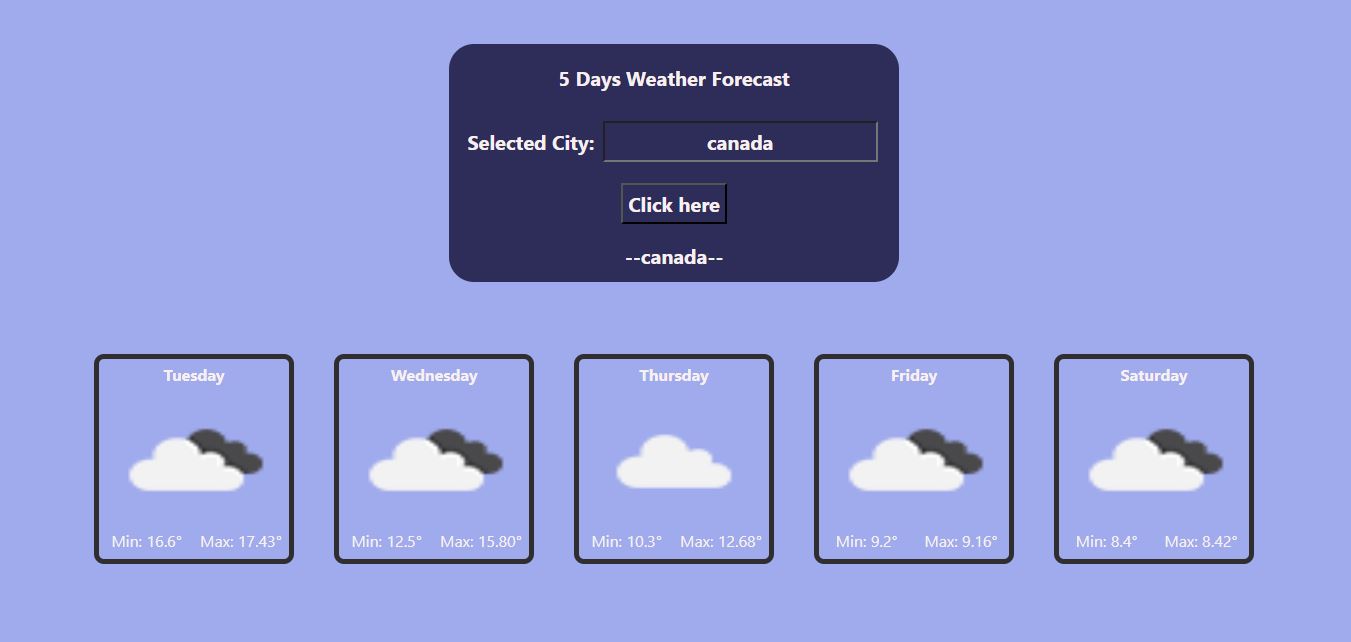 5 Days Weather Forecast
Selected City: canada
Click here
--canada--
Tuesday
Min: 16.6° Max: 17.43°
Wednesday
Min: 12.5° Max: 15.80°
Thursday
Min: 10.3° Max: 12.68°
Friday
Min: 9.2° Max: 9.16°
Saturday
Min: 8.4° Max: 8.42°